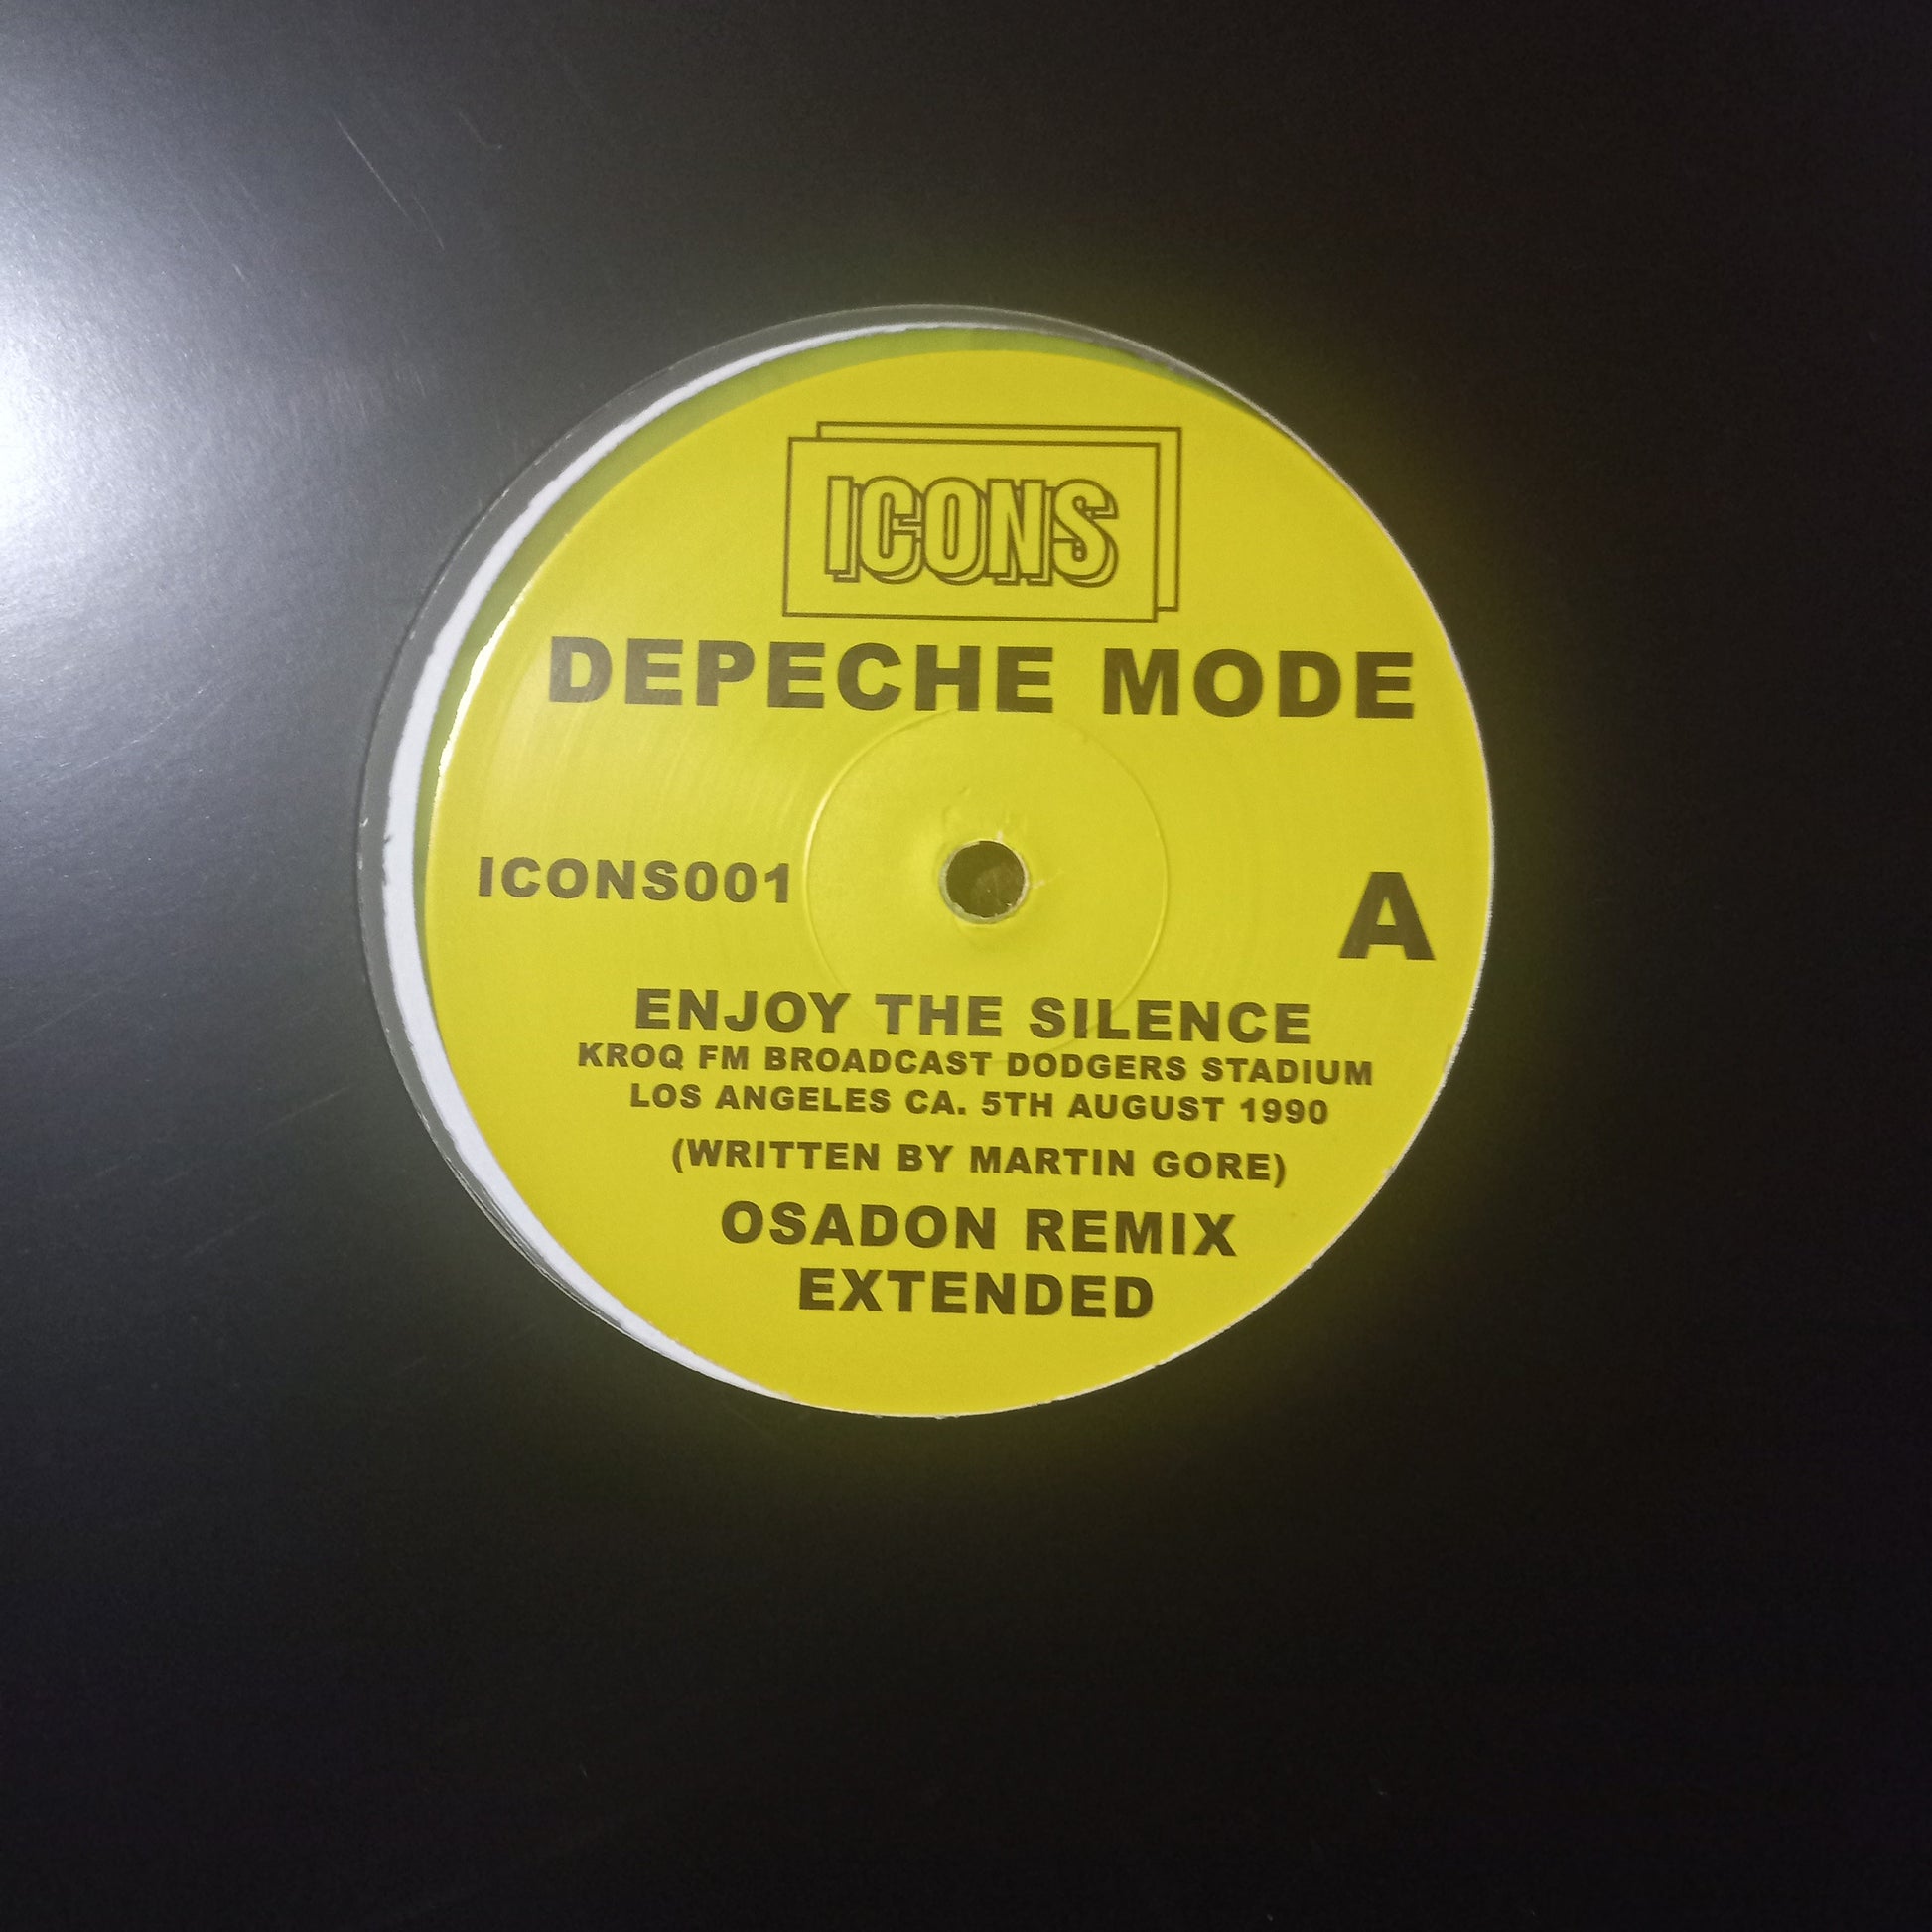 ICONS
DEPECHE MODE
ICONS001
A
ENJOY THE SILENCE
KROQ FM BROADCAST DODGERS STADIUM
LOS ANGELES CA. 5TH AUGUST 1990
(WRITTEN BY MARTIN GORE)
OSADON REMIX
EXTENDED